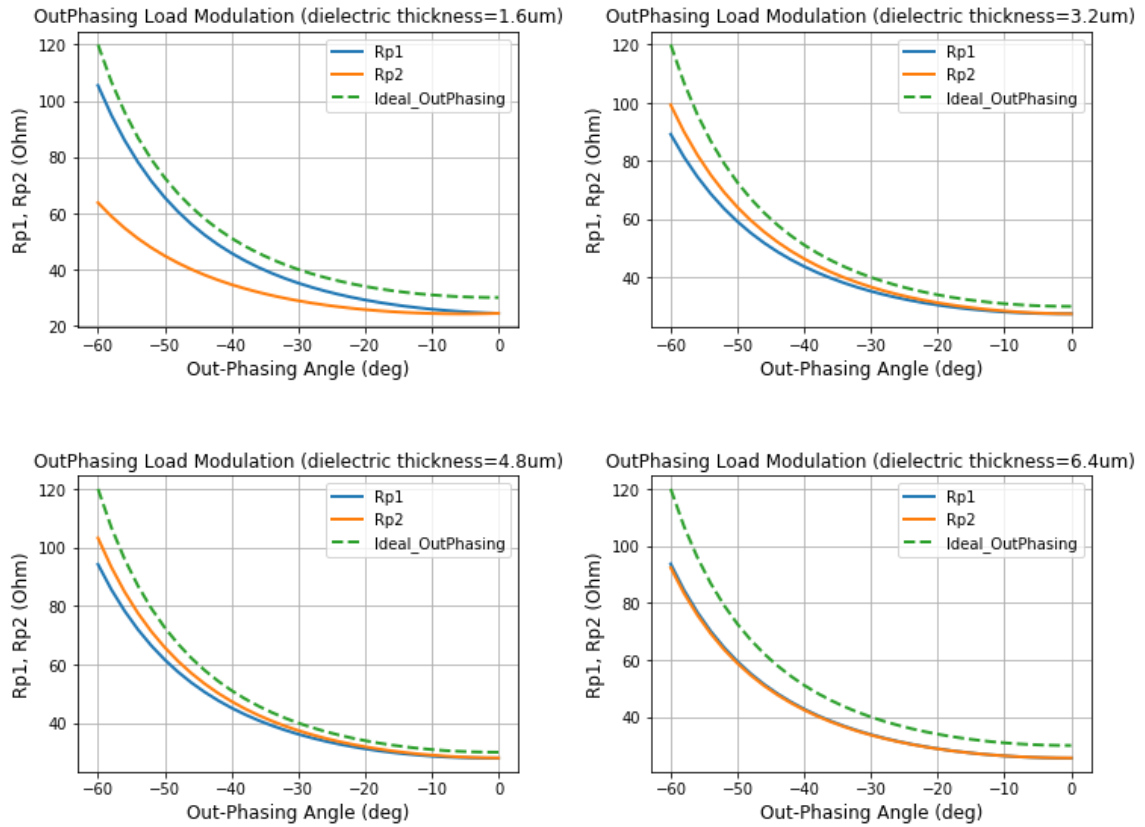 OutPhasing Load Modulation (dielectric thickness=1.6um)
120
100
80
60
40
20
Rp1, Rp2 (Ohm)
Rp1
Rp2
Ideal_OutPhasing
−60 −50 −40 −30 −20 −10 0
Out-Phasing Angle (deg)
OutPhasing Load Modulation (dielectric thickness=3.2um)
120
100
80
60
40
Rp1, Rp2 (Ohm)
Rp1
Rp2
Ideal_OutPhasing
−60 −50 −40 −30 −20 −10 0
Out-Phasing Angle (deg)
OutPhasing Load Modulation (dielectric thickness=4.8um)
120
100
80
60
40
Rp1, Rp2 (Ohm)
Rp1
Rp2
Ideal_OutPhasing
−60 −50 −40 −30 −20 −10 0
Out-Phasing Angle (deg)
OutPhasing Load Modulation (dielectric thickness=6.4um)
120
100
80
60
40
Rp1, Rp2 (Ohm)
Rp1
Rp2
Ideal_OutPhasing
−60 −50 −40 −30 −20 −10 0
Out-Phasing Angle (deg)